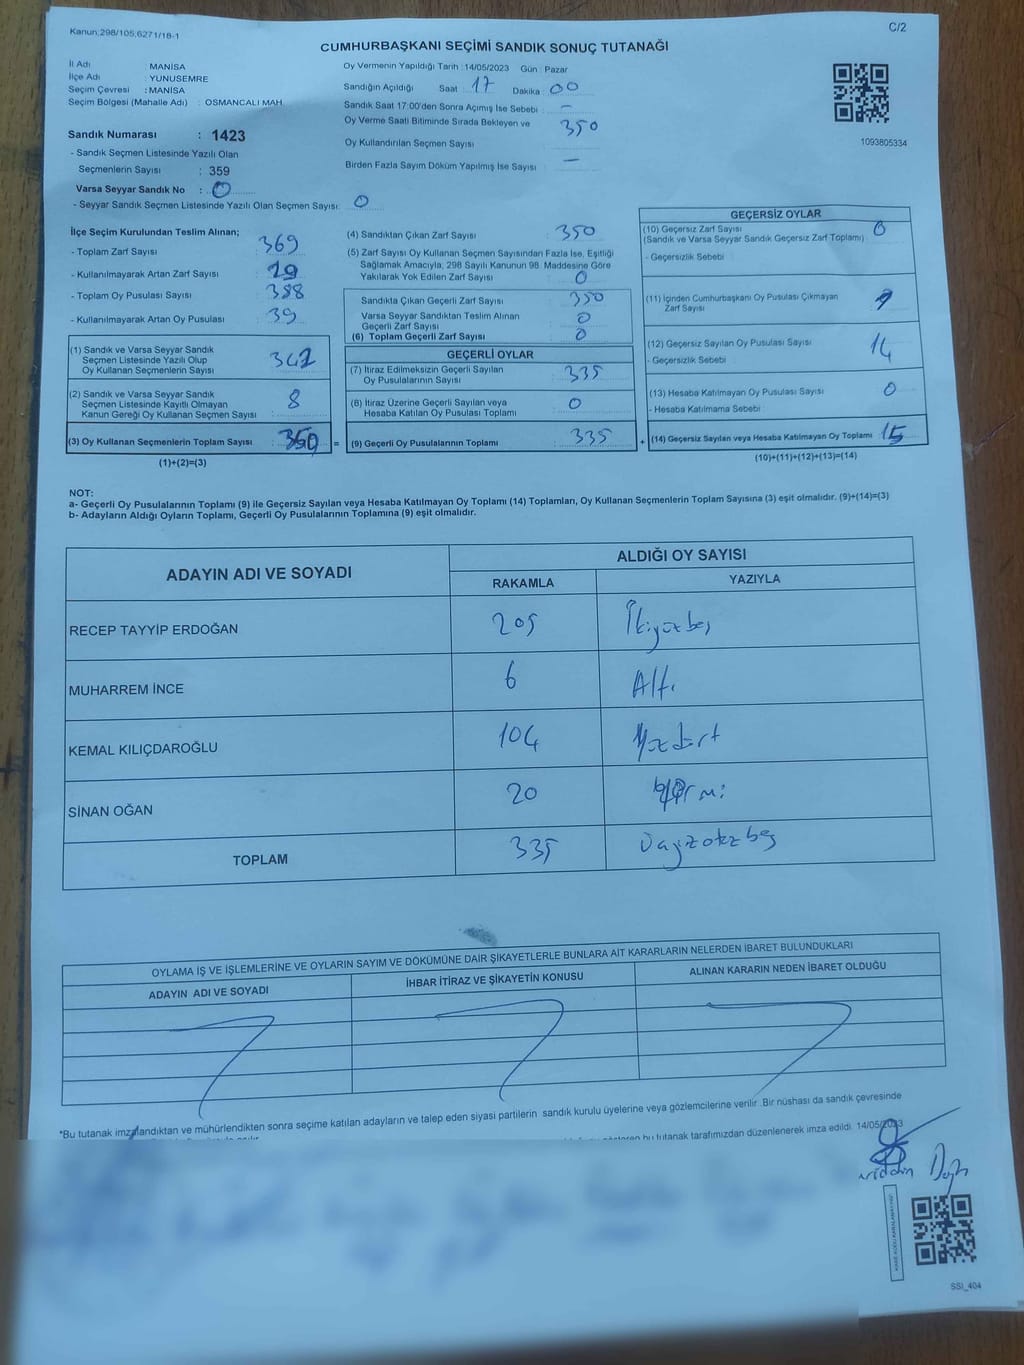 Kanun;298/105;6271/18-1
C/2
CUMHURBAŞKANI SEÇİMİ SANDIK SONUÇ TUTANAĞI
İl Adı : MANİSA
İlçe Adı : YUNUSEMRE
Seçim Çevresi : MANİSA
Seçim Bölgesi (Mahalle Adı) : OSMANCALI MAH.
Sandık Numarası : 1423
- Sandık Seçmen Listesinde Yazılı Olan
Seçmenlerin Sayısı : 359
Varsa Seyyar Sandık No : 0
- Seyyar Sandık Seçmen Listesinde Yazılı Olan Seçmen Sayısı: 0
Oy Vermenin Yapıldığı Tarih : 14/05/2023 Gün : Pazar
Sandığın Açıldığı Saat : 17 Dakika : 00
Sandık Saat 17:00'den Sonra Açımış İse Sebebi : –
Oy Verme Saati Bitiminde Sırada Bekleyen ve
Oy Kullandırılan Seçmen Sayısı : 350
Birden Fazla Sayım Döküm Yapılmış İse Sayısı : –
1093805334
İlçe Seçim Kurulundan Teslim Alınan;
- Toplam Zarf Sayısı : 369
- Kullanılmayarak Artan Zarf Sayısı : 19
- Toplam Oy Pusulası Sayısı : 388
- Kullanılmayarak Artan Oy Pusulası : 39
(1) Sandık ve Varsa Seyyar Sandık
Seçmen Listesinde Yazılı Olup
Oy Kullanan Seçmenlerin Sayısı : 342
(2) Sandık ve Varsa Seyyar Sandık
Seçmen Listesinde Kayıtlı Olmayan
Kanun Gereği Oy Kullanan Seçmen Sayısı : 8
(3) Oy Kullanan Seçmenlerin Toplam Sayısı : 350 =
(1)+(2)=(3)
(4) Sandıktan Çıkan Zarf Sayısı : 350
(5) Zarf Sayısı Oy Kullanan Seçmen Sayısından Fazla İse, Eşitliği
Sağlamak Amacıyla, 298 Sayılı Kanunun 98. Maddesine Göre
Yakılarak Yok Edilen Zarf Sayısı : 0
Sandıkta Çıkan Geçerli Zarf Sayısı : 350
Varsa Seyyar Sandıktan Teslim Alınan
Geçerli Zarf Sayısı : 0
(6) Toplam Geçerli Zarf Sayısı : 0
GEÇERLİ OYLAR
(7) İtiraz Edilmeksizin Geçerli Sayılan
Oy Pusulalarının Sayısı : 335
(8) İtiraz Üzerine Geçerli Sayılan veya
Hesaba Katılan Oy Pusulası Toplamı : 0
(9) Geçerli Oy Pusulalarının Toplamı : 335 +
GEÇERSİZ OYLAR
(10) Geçersiz Zarf Sayısı : 0
(Sandık ve Varsa Seyyar Sandık Geçersiz Zarf Toplamı)
- Geçersizlik Sebebi
(11) İçinden Cumhurbaşkanı Oy Pusulası Çıkmayan
Zarf Sayısı :
(12) Geçersiz Sayılan Oy Pusulası Sayısı : 14
- Geçersizlik Sebebi
(13) Hesaba Katılmayan Oy Pusulası Sayısı : 0
- Hesaba Katılmama Sebebi
(14) Geçersiz Sayılan veya Hesaba Katılmayan Oy Toplamı : 15
(10)+(11)+(12)+(13)=(14)
NOT:
a- Geçerli Oy Pusulalarının Toplamı (9) ile Geçersiz Sayılan veya Hesaba Katılmayan Oy Toplamı (14) Toplamları, Oy Kullanan Seçmenlerin Toplam Sayısına (3) eşit olmalıdır. (9)+(14)=(3)
b- Adayların Aldığı Oyların Toplamı, Geçerli Oy Pusulalarının Toplamına (9) eşit olmalıdır.
ADAYIN ADI VE SOYADI ALDIĞI OY SAYISI
RAKAMLA YAZIYLA
RECEP TAYYİP ERDOĞAN 205 İkiyüzbeş
MUHARREM İNCE 6 Altı
KEMAL KILIÇDAROĞLU 104 Yüzdört
SİNAN OĞAN 20 yirmi
TOPLAM 335 Üçyüzotuzbeş
OYLAMA İŞ VE İŞLEMLERİNE VE OYLARIN SAYIM VE DÖKÜMÜNE DAİR ŞİKAYETLERLE BUNLARA AİT KARARLARIN NELERDEN İBARET BULUNDUKLARI
ADAYIN ADI VE SOYADI İHBAR İTİRAZ VE ŞİKAYETİN KONUSU ALINAN KARARIN NEDEN İBARET OLDUĞU
*Bu tutanak imzalandıktan ve mühürlendikten sonra seçime katılan adayların ve talep eden siyasi partilerin sandık kurulu üyelerine veya gözlemcilerine verilir. Bir nüshası da sandık çevresinde
bu tutanak tarafımızdan düzenlenerek imza edildi. 14/05/2023
SSİ_404